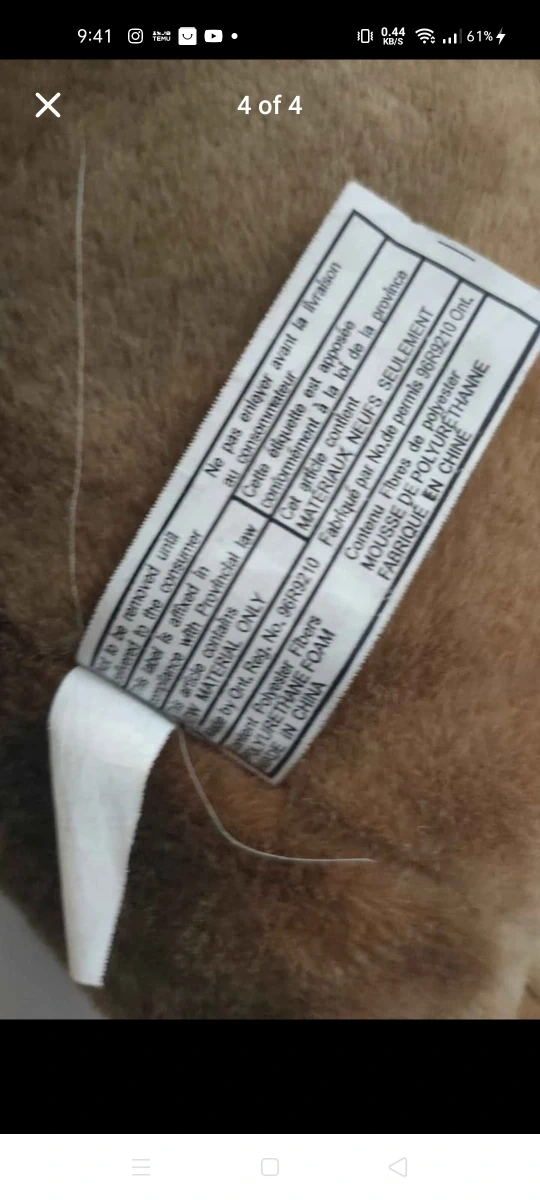 9:41
TEMU
0.44
KB/S
61%
4 of 4
to be removed until
to the consumer
label is affixed in
with Provincial law
article contains
MATERIAL ONLY
by Ont. Reg. No. 96R9210
Polyester Fibers
POLYURETHANE FOAM
IN CHINA
Ne pas enlever avant la livraison
au consommateur
Cette étiquette est apposée
conformément à la loi de la province
Cet article contient
MATÉRIAUX NEUFS SEULEMENT
Fabriqué par No.de permis 96R9210 Ont.
Contenu Fibres de polyester
MOUSSE DE POLYURÉTHANNE
FABRIQUÉ EN CHINE